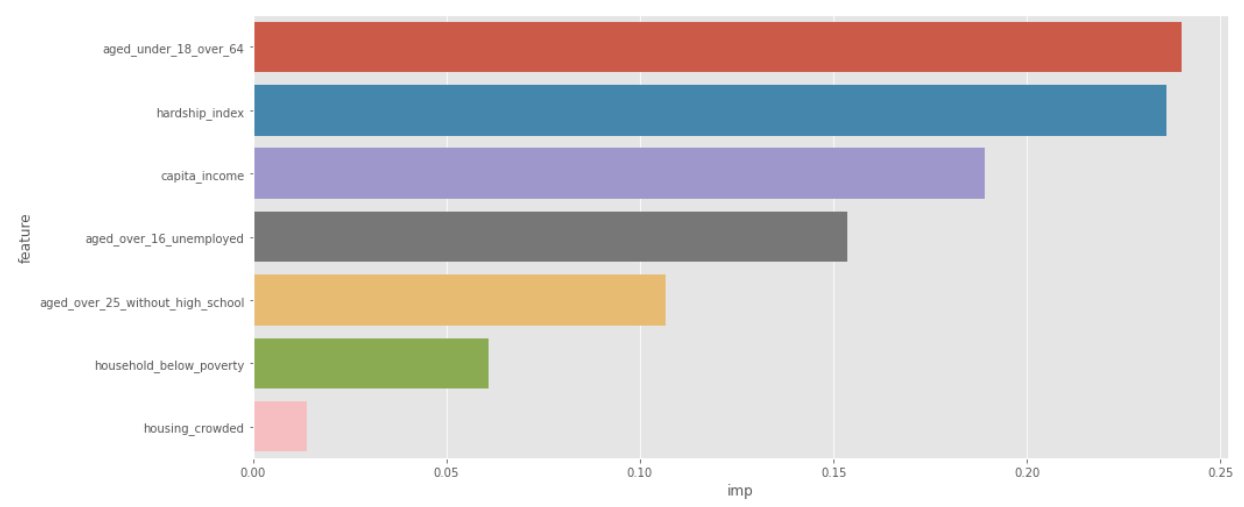 aged_under_18_over_64
hardship_index
capita_income
aged_over_16_unemployed
aged_over_25_without_high_school
household_below_poverty
housing_crowded
feature
0.00 0.05 0.10 0.15 0.20 0.25
imp